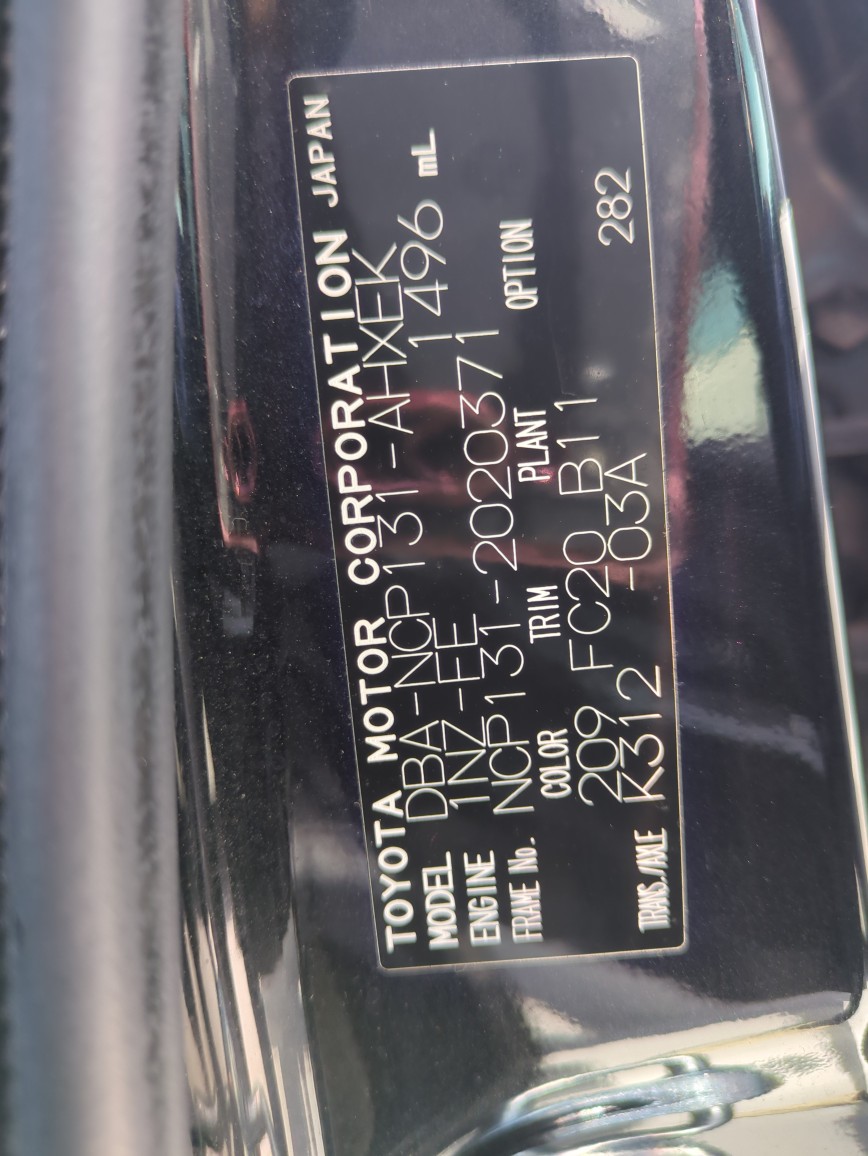 TOYOTA MOTOR CORPORATION JAPAN
MODEL DBA-NCP131-AHXEK
ENGINE 1NZ-FE 1496 mL
FRAME No. NCP131-2020371
COLOR TRIM PLANT OPTION
209 FC20 B11 282
TRANS./AXLE K312 -03A